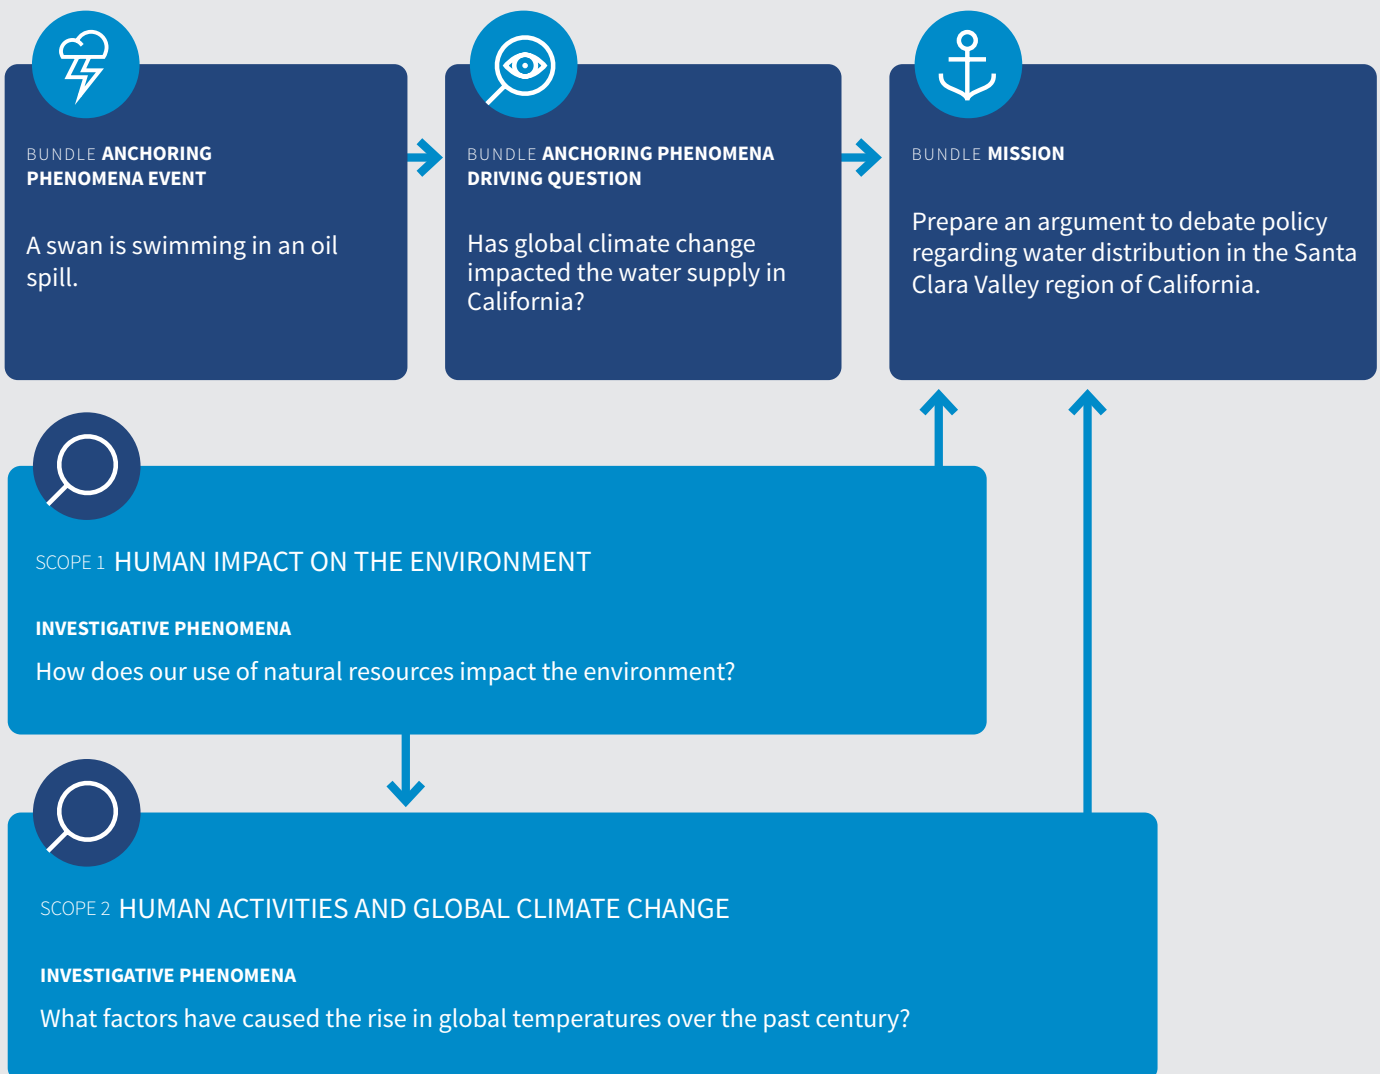 BUNDLE ANCHORING
PHENOMENA EVENT
A swan is swimming in an oil
spill.
BUNDLE ANCHORING PHENOMENA
DRIVING QUESTION
Has global climate change
impacted the water supply in
California?
BUNDLE MISSION
Prepare an argument to debate policy
regarding water distribution in the Santa
Clara Valley region of California.
SCOPE 1 HUMAN IMPACT ON THE ENVIRONMENT
INVESTIGATIVE PHENOMENA
How does our use of natural resources impact the environment?
SCOPE 2 HUMAN ACTIVITIES AND GLOBAL CLIMATE CHANGE
INVESTIGATIVE PHENOMENA
What factors have caused the rise in global temperatures over the past century?